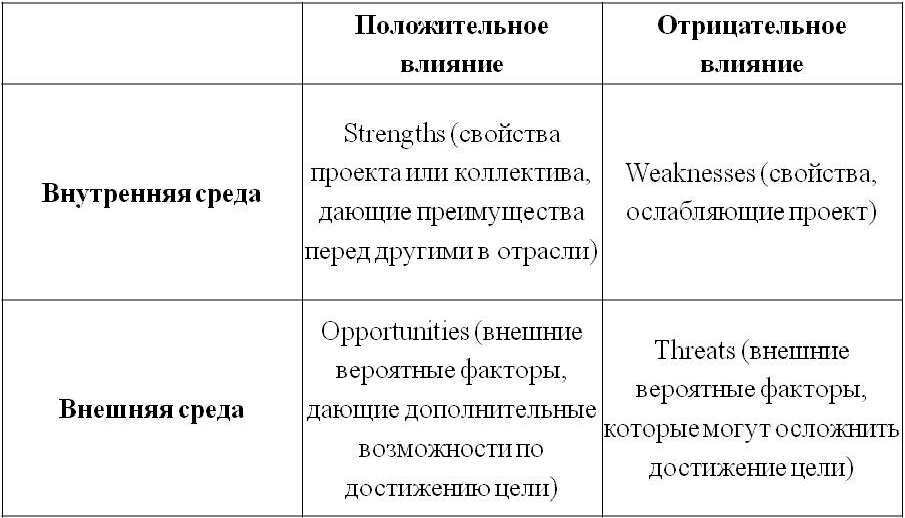 Положительное
влияние
Отрицательное
влияние
Внутренняя среда
Strengths (свойства
проекта или коллектива,
дающие преимущества
перед другими в отрасли)
Weaknesses (свойства,
ослабляющие проект)
Внешняя среда
Opportunities (внешние
вероятные факторы,
дающие дополнительные
возможности по
достижению цели)
Threats (внешние
вероятные факторы,
которые могут осложнить
достижение цели)